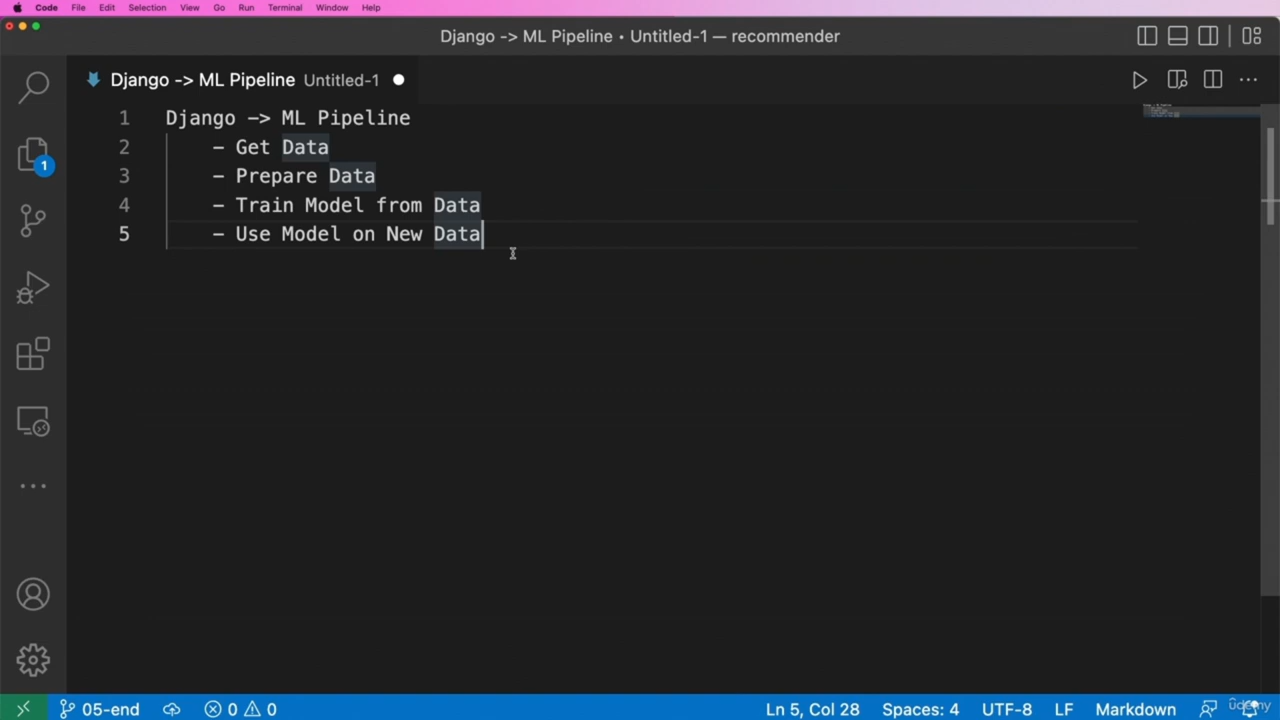 Code File Edit Selection View Go Run Terminal Window Help
Django -> ML Pipeline • Untitled-1 — recommender
Django -> ML Pipeline Untitled-1
1 Django -> ML Pipeline
2 - Get Data
3 - Prepare Data
4 - Train Model from Data
5 - Use Model on New Data
1
05-end 0 0 Ln 5, Col 28 Spaces: 4 UTF-8 LF Markdown
udemy